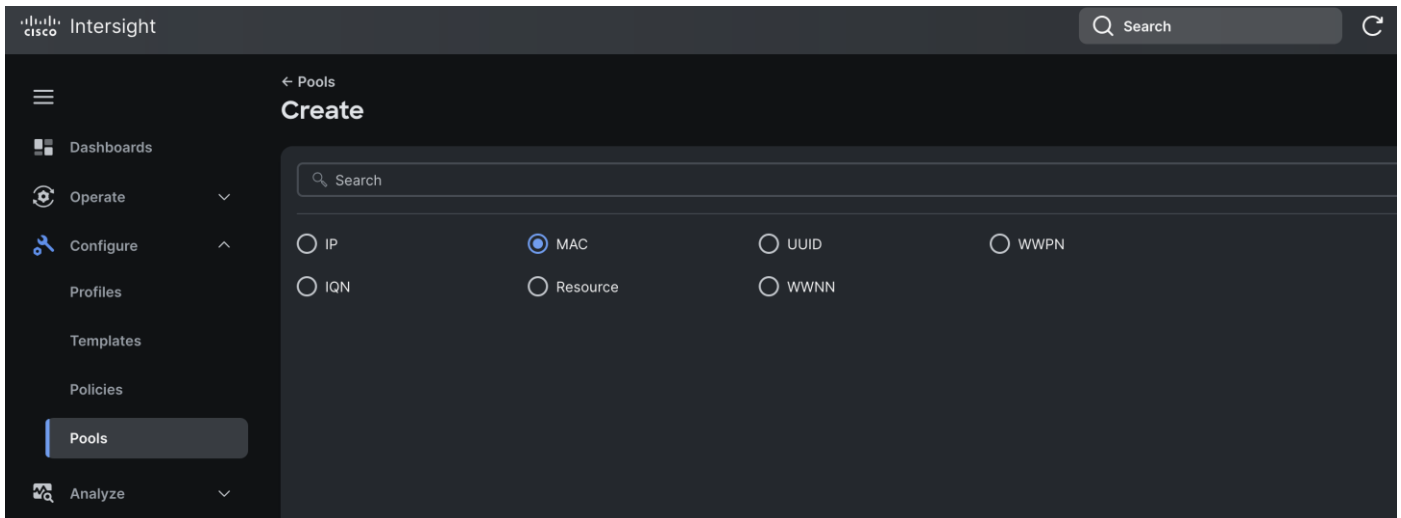 cisco Intersight
Search
← Pools
Create
Dashboards
Search
Operate
Configure
IP
MAC
UUID
WWPN
Profiles
IQN
Resource
WWNN
Templates
Policies
Pools
Analyze